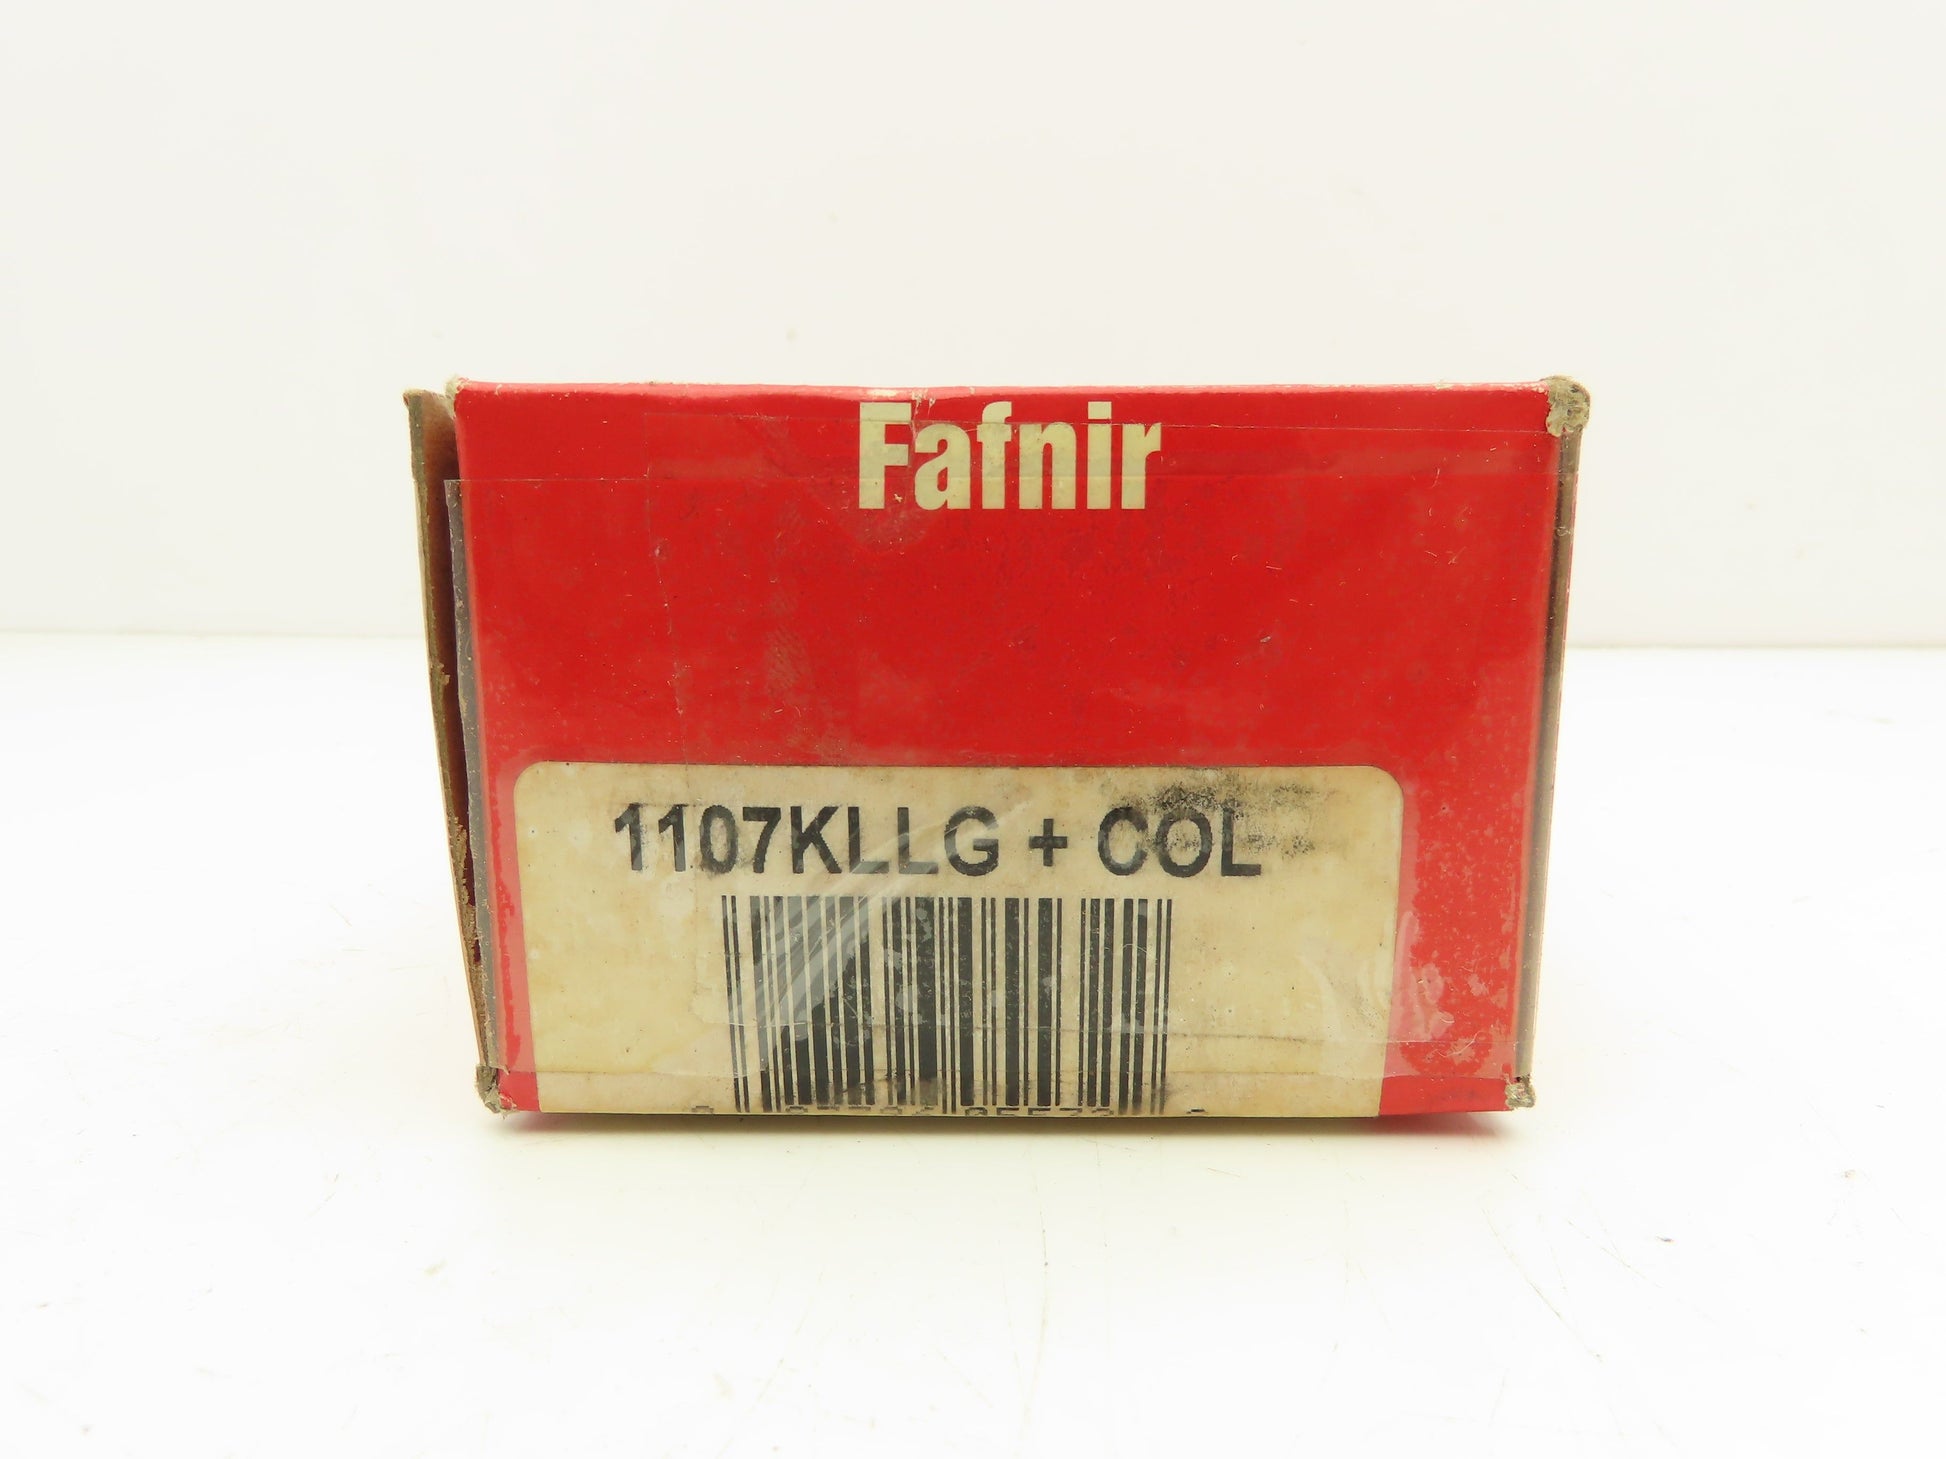 Fafnir
1107KLLG + COL